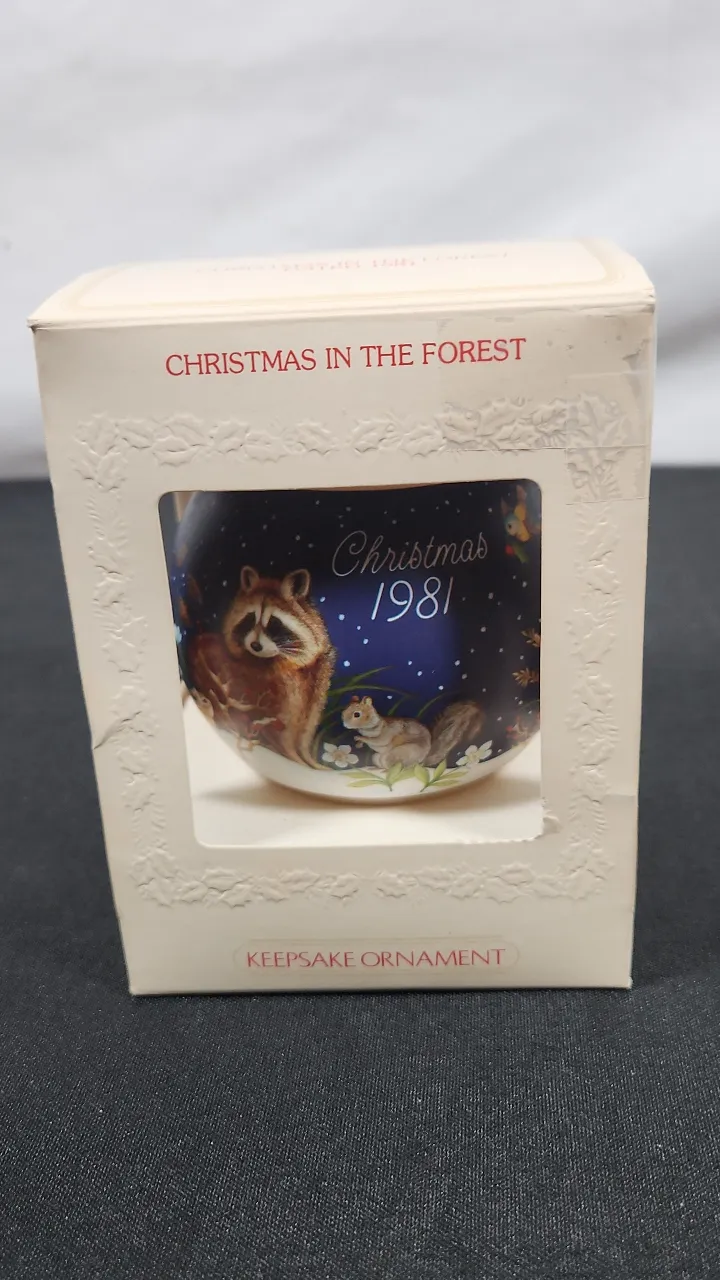 CHRISTMAS IN THE FOREST
Christmas
1981
KEEPSAKE ORNAMENT